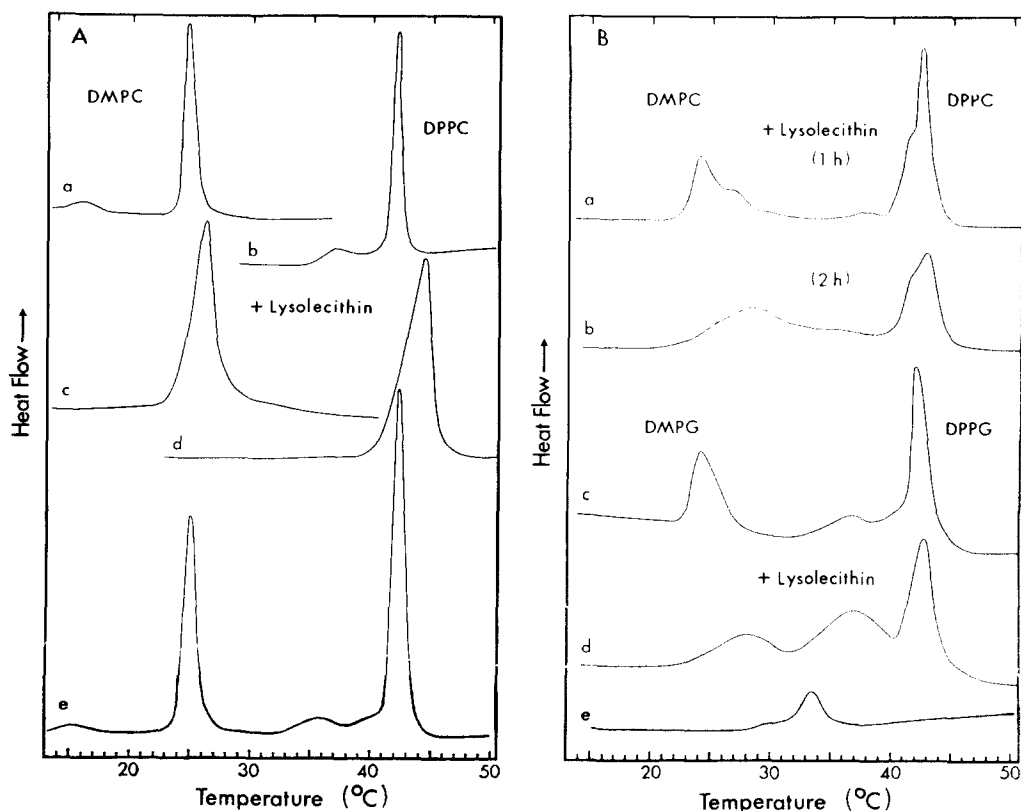 A
DMPC
DPPC
a
b
+ Lysolecithin
c
d
e
Heat Flow →
20 30 40 50
Temperature (°C)
B
DMPC
DPPC
+ Lysolecithin
(1 h)
a
(2 h)
b
DMPG
DPPG
c
+ Lysolecithin
d
e
Heat Flow →
20 30 40 50
Temperature (°C)